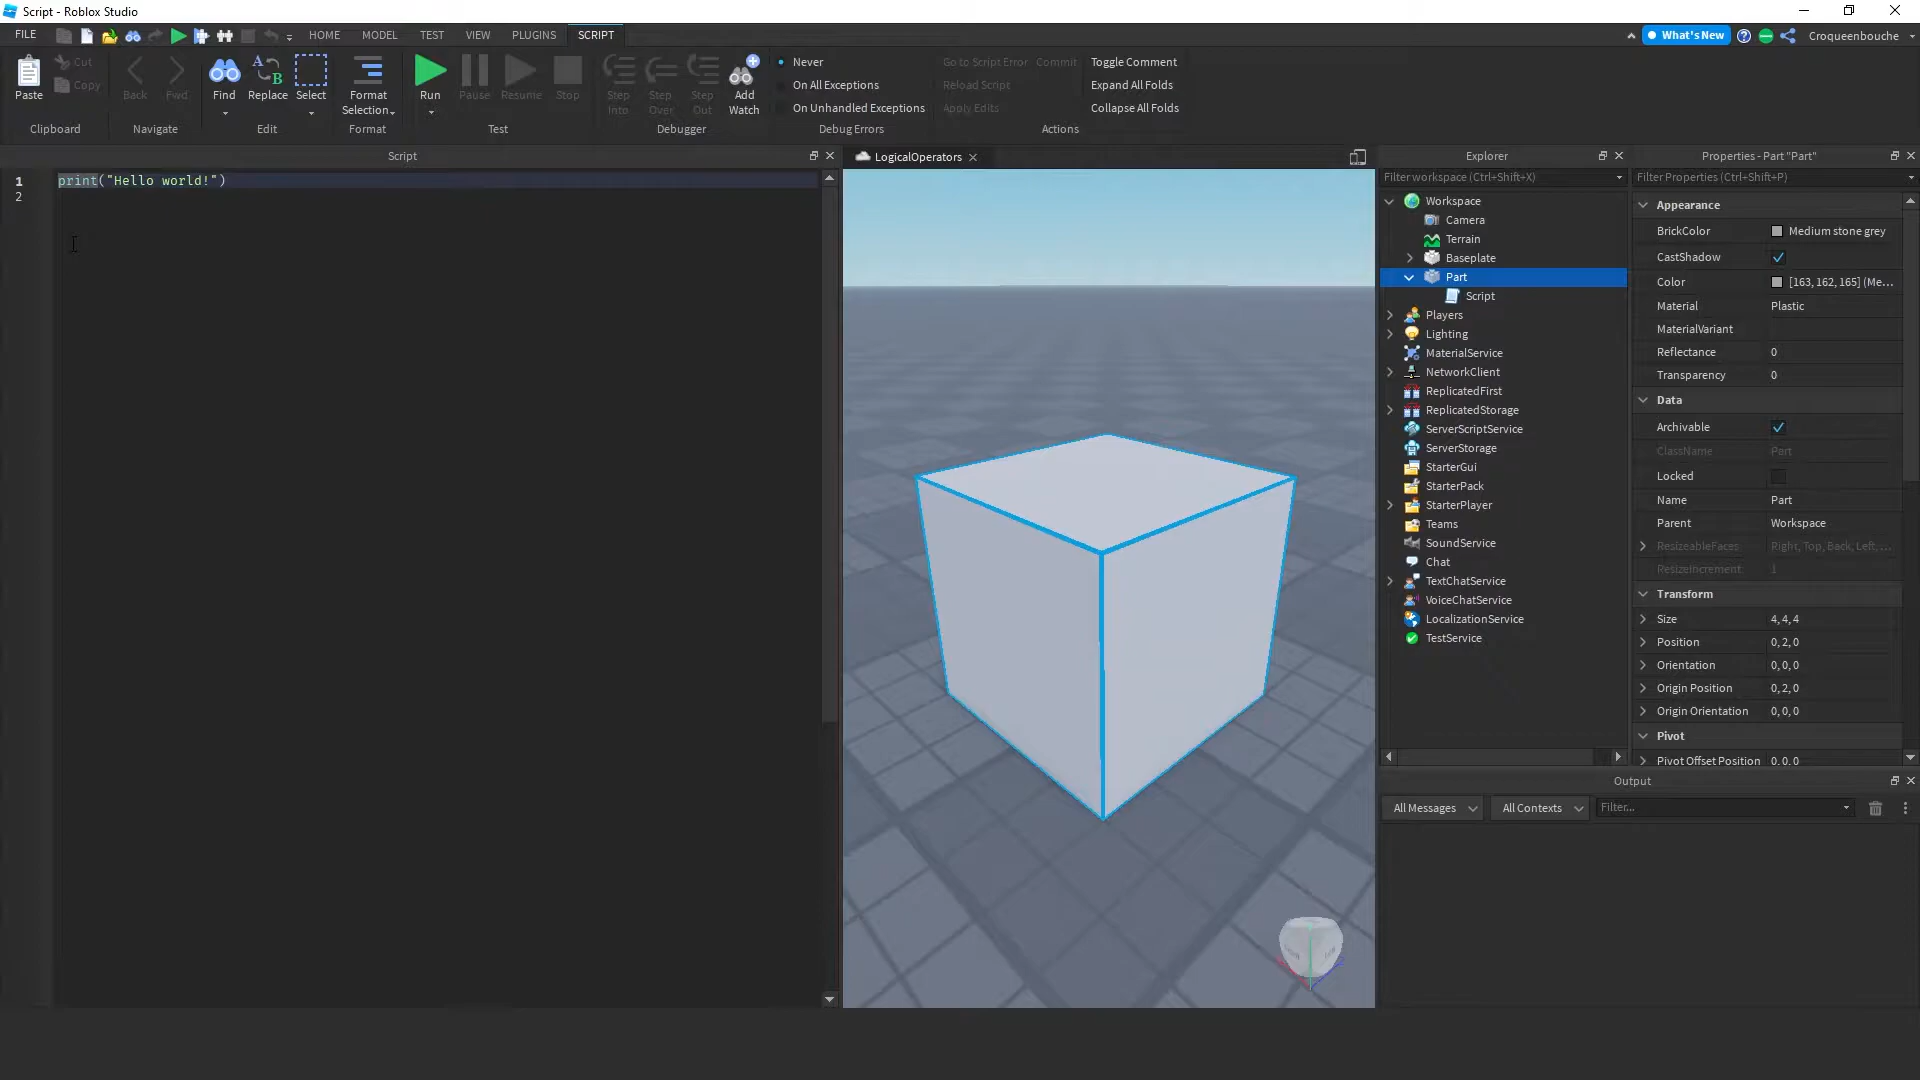 Script - Roblox Studio
FILE HOME MODEL TEST VIEW PLUGINS SCRIPT What's New Croqueenbouche
Paste Cut Copy
Clipboard
Back Fwd
Navigate
Find Replace Select
Edit
Format Selection
Format
Run Pause Resume Stop
Test
Step Into Step Over Step Out Add Watch
Debugger
Never
On All Exceptions
On Unhandled Exceptions
Debug Errors
Go to Script Error Commit Toggle Comment
Reload Script Expand All Folds
Apply Edits Collapse All Folds
Actions
Script
1 print("Hello world!")
2
LogicalOperators
Explorer
Filter workspace (Ctrl+Shift+X)
Workspace
Camera
Terrain
Baseplate
Part
Script
Players
Lighting
MaterialService
NetworkClient
ReplicatedFirst
ReplicatedStorage
ServerScriptService
ServerStorage
StarterGui
StarterPack
StarterPlayer
Teams
SoundService
Chat
TextChatService
VoiceChatService
LocalizationService
TestService
Properties - Part "Part"
Filter Properties (Ctrl+Shift+P)
Appearance
BrickColor Medium stone grey
CastShadow
Color [163, 162, 165] (Me...
Material Plastic
MaterialVariant
Reflectance 0
Transparency 0
Data
Archivable
ClassName Part
Locked
Name Part
Parent Workspace
ResizeableFaces Right, Top, Back, Left, ...
ResizeIncrement 1
Transform
Size 4, 4, 4
Position 0, 2, 0
Orientation 0, 0, 0
Origin Position 0, 2, 0
Origin Orientation 0, 0, 0
Pivot
Pivot Offset Position 0, 0, 0
Output
All Messages All Contexts Filter...